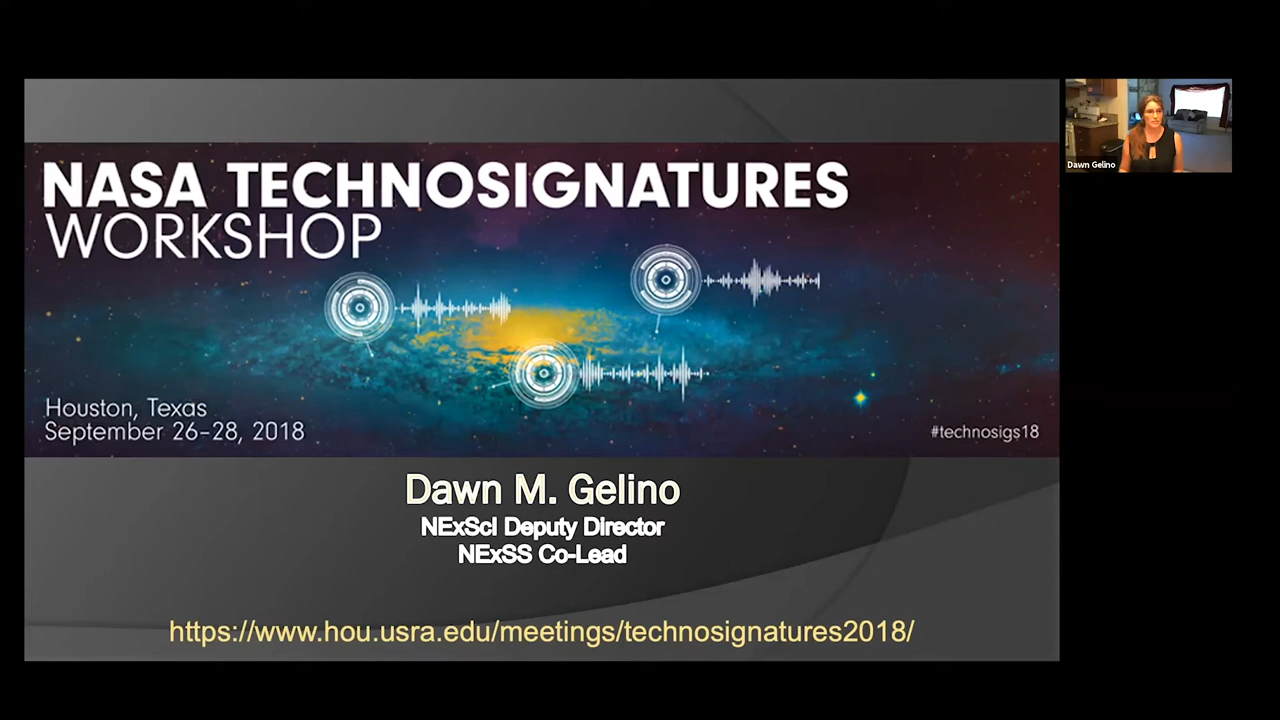 NASA TECHNOSIGNATURES
WORKSHOP
Houston, Texas
September 26-28, 2018
#technosigs18
Dawn M. Gelino
NExScI Deputy Director
NExSS Co-Lead
https://www.hou.usra.edu/meetings/technosignatures2018/
Dawn Gelino